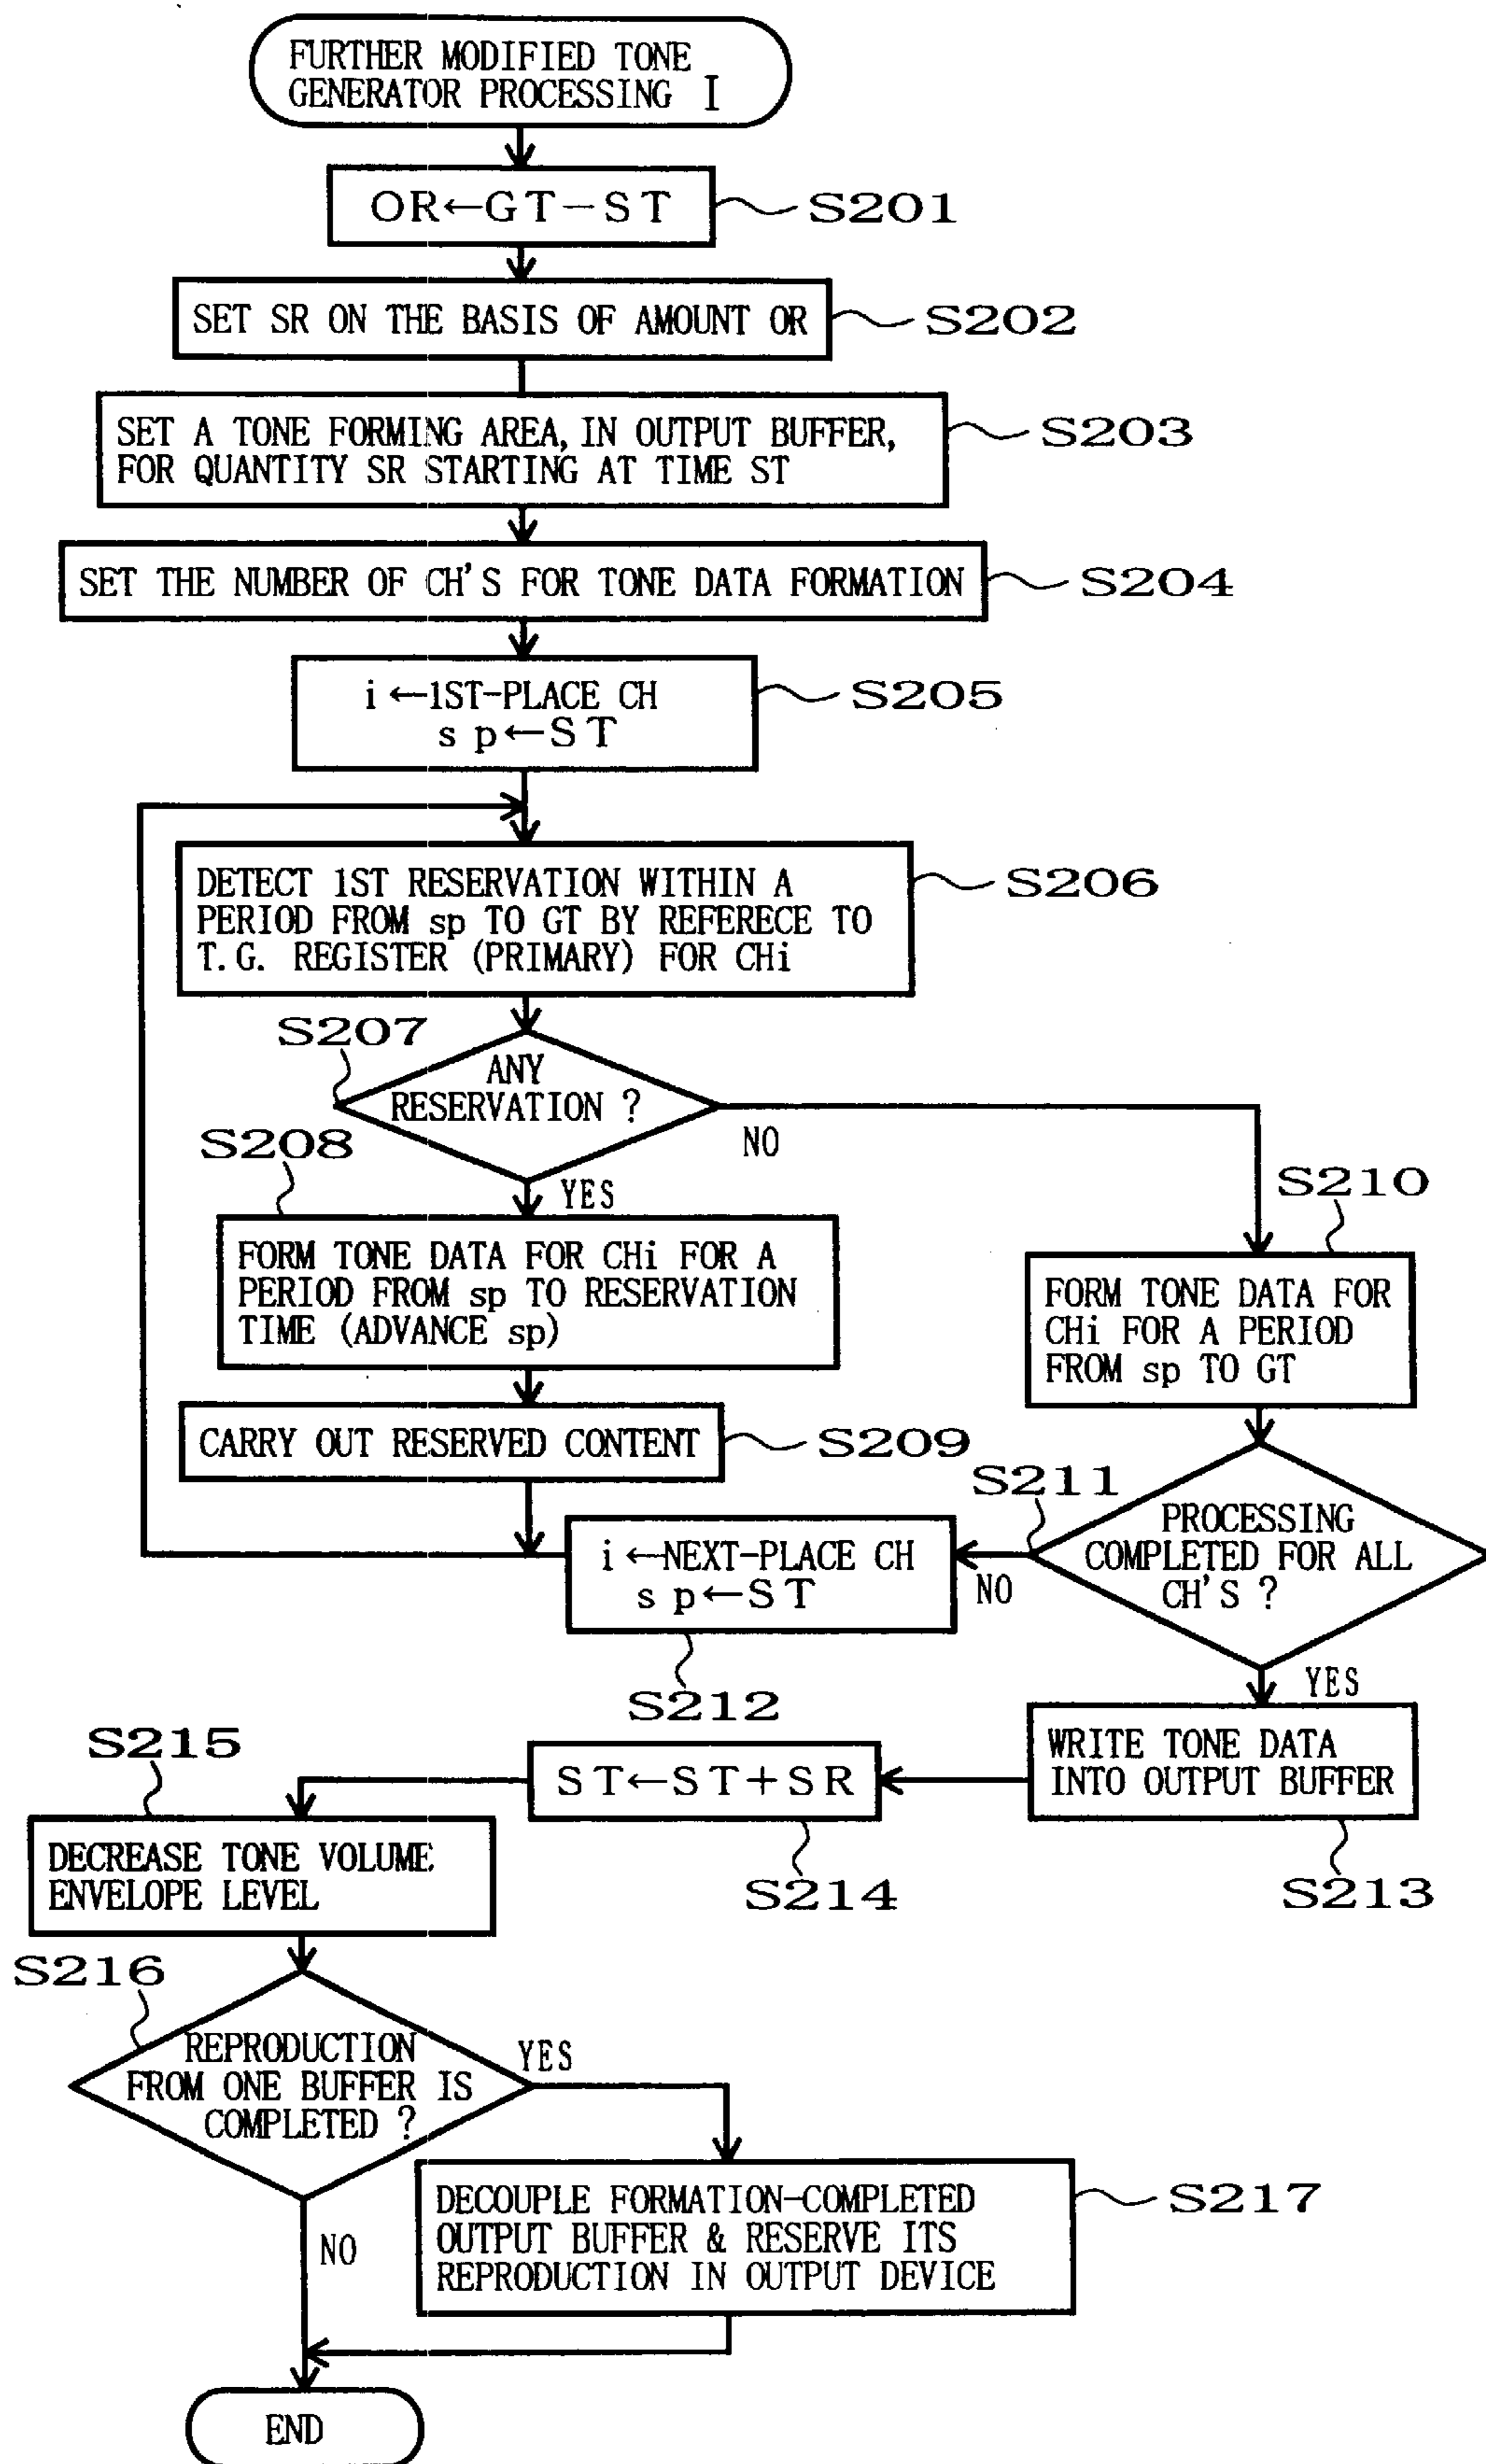 FURTHER MODIFIED TONE
GENERATOR PROCESSING I
OR←GT−ST
S201
SET SR ON THE BASIS OF AMOUNT OR
S202
SET A TONE FORMING AREA, IN OUTPUT BUFFER,
FOR QUANTITY SR STARTING AT TIME ST
S203
SET THE NUMBER OF CH'S FOR TONE DATA FORMATION
S204
i ←1ST-PLACE CH
sp←ST
S205
DETECT 1ST RESERVATION WITHIN A
PERIOD FROM sp TO GT BY REFERECE TO
T.G. REGISTER (PRIMARY) FOR CHi
S206
S207
ANY
RESERVATION ?
NO
YES
S208
FORM TONE DATA FOR CHi FOR A
PERIOD FROM sp TO RESERVATION
TIME (ADVANCE sp)
S210
FORM TONE DATA FOR
CHi FOR A PERIOD
FROM sp TO GT
CARRY OUT RESERVED CONTENT
S209
S211
PROCESSING
COMPLETED FOR ALL
CH'S ?
NO
YES
i ←NEXT-PLACE CH
sp←ST
S212
WRITE TONE DATA
INTO OUTPUT BUFFER
S213
ST←ST+SR
S214
S215
DECREASE TONE VOLUME
ENVELOPE LEVEL
S216
REPRODUCTION
FROM ONE BUFFER IS
COMPLETED ?
YES
NO
DECOUPLE FORMATION-COMPLETED
OUTPUT BUFFER & RESERVE ITS
REPRODUCTION IN OUTPUT DEVICE
S217
END